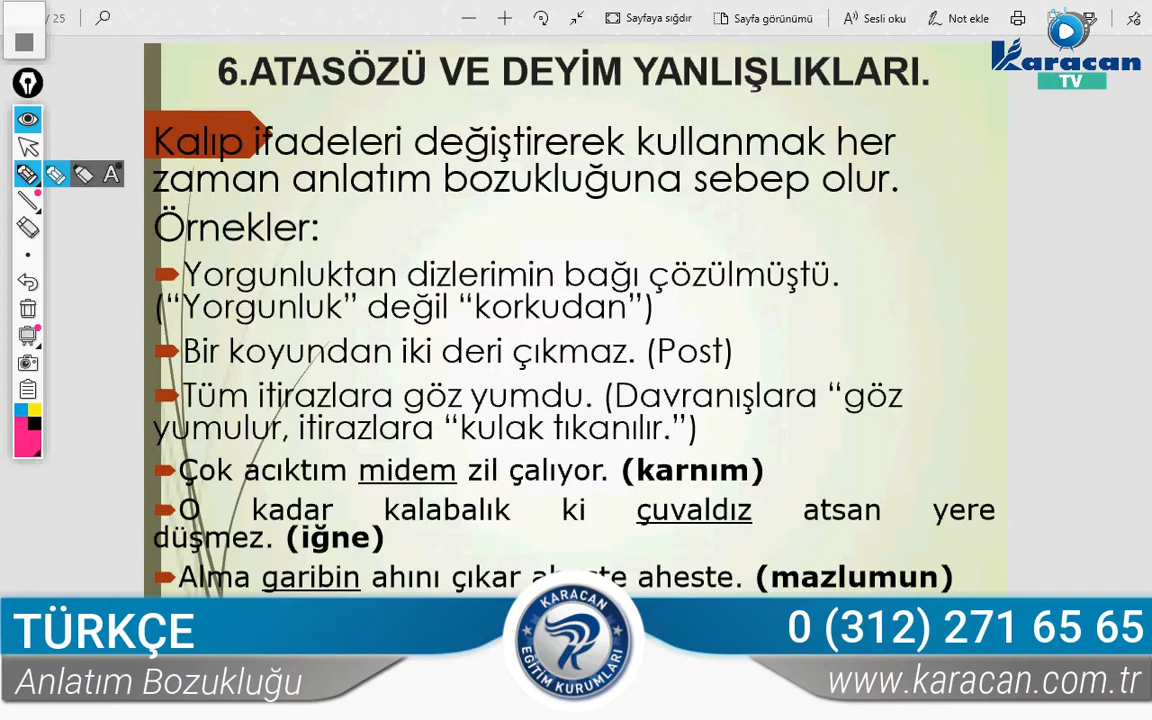 / 25
Sayfaya sığdır
Sayfa görünümü
Sesli oku
Not ekle
Karacan
TV
6.ATASÖZÜ VE DEYİM YANLIŞLIKLARI.
Kalıp ifadeleri değiştirerek kullanmak her
zaman anlatım bozukluğuna sebep olur.
Örnekler:
Yorgunluktan dizlerimin bağı çözülmüştü.
(“Yorgunluk” değil “korkudan”)
Bir koyundan iki deri çıkmaz. (Post)
Tüm itirazlara göz yumdu. (Davranışlara “göz
yumulur, itirazlara “kulak tıkanılır.”)
Çok acıktım midem zil çalıyor. (karnım)
O kadar kalabalık ki çuvaldız atsan yere
düşmez. (iğne)
Alma garibin ahını çıkar aheste aheste. (mazlumun)
TÜRKÇE
Anlatım Bozukluğu
KARACAN
EĞİTİM KURUMLARI
0 (312) 271 65 65
www.karacan.com.tr